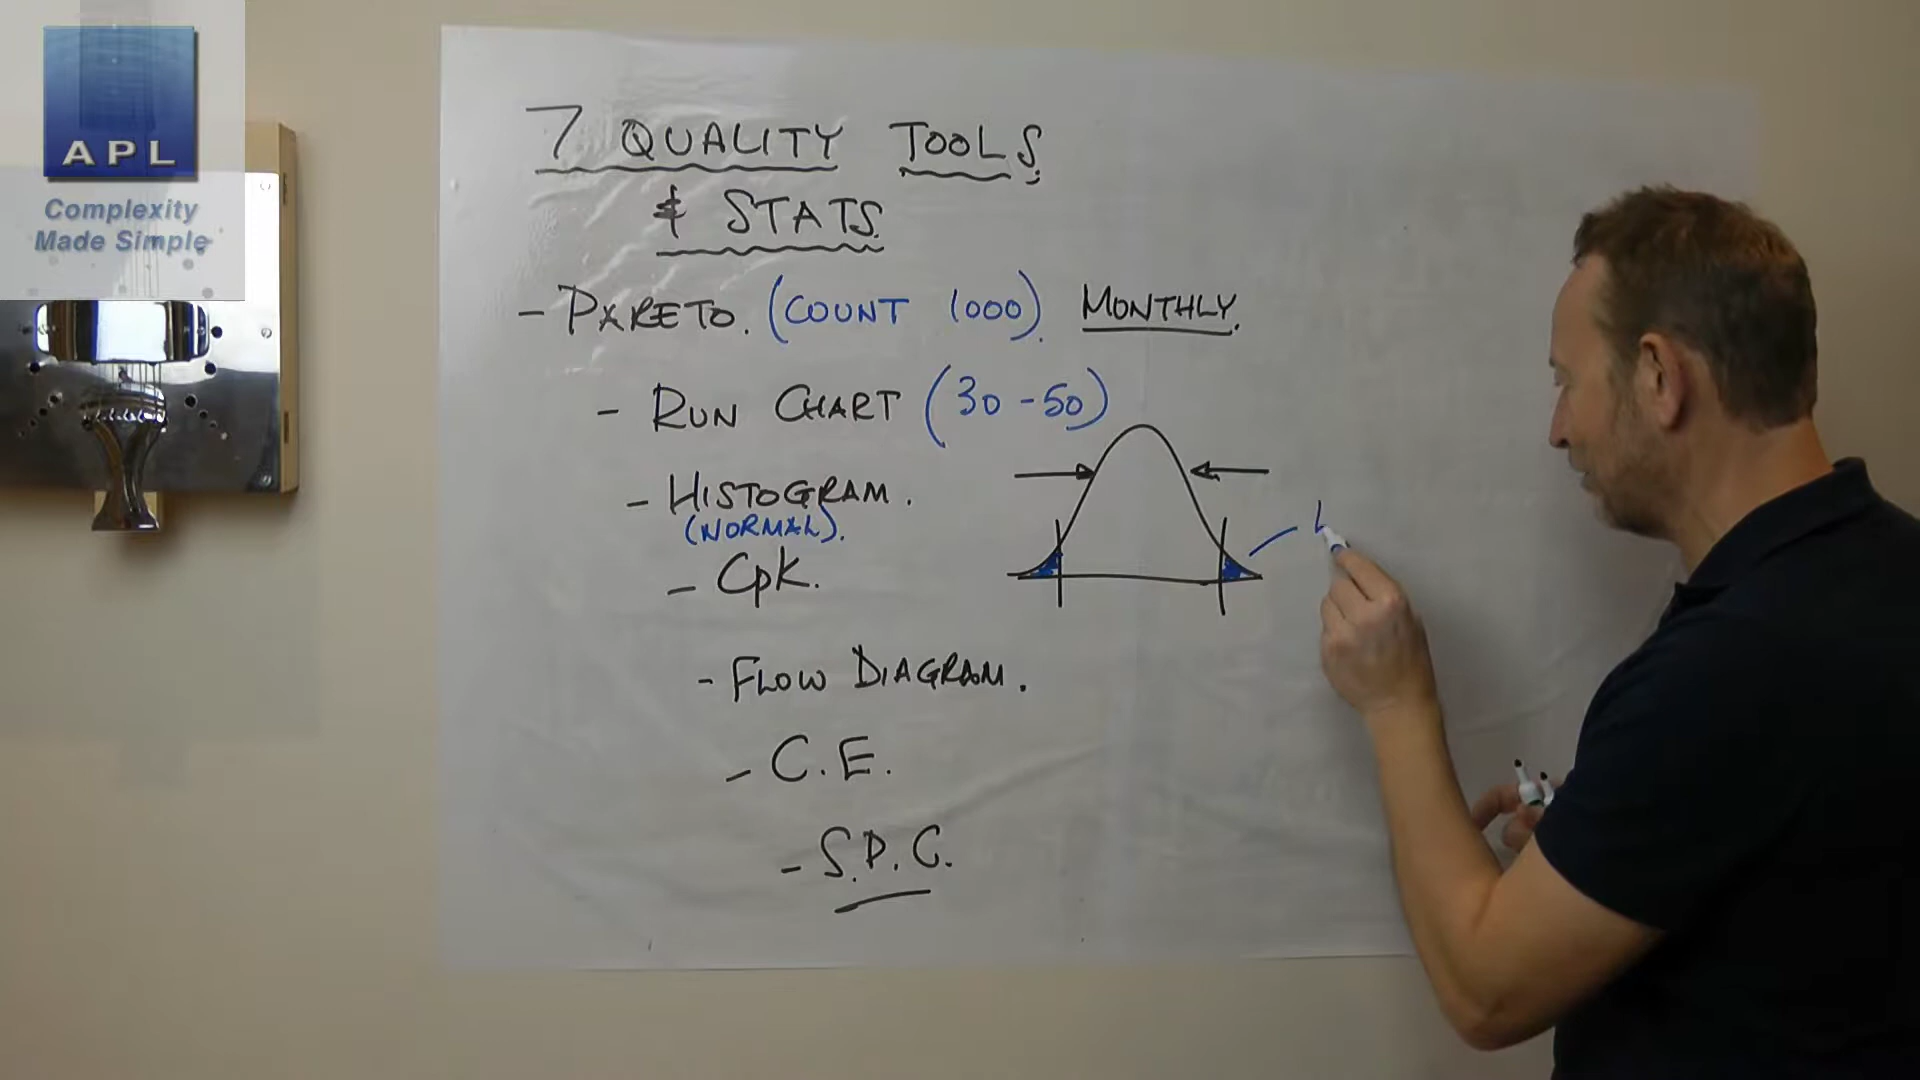 APL
Complexity
Made Simple
7 QUALITY TOOLS
& STATS.
- PARETO. (COUNT 1000). MONTHLY.
- RUN CHART (30-50)
- HISTOGRAM.
(NORMAL).
- CpK.
- FLOW DIAGRAM.
- C.E.
- S.P.C.